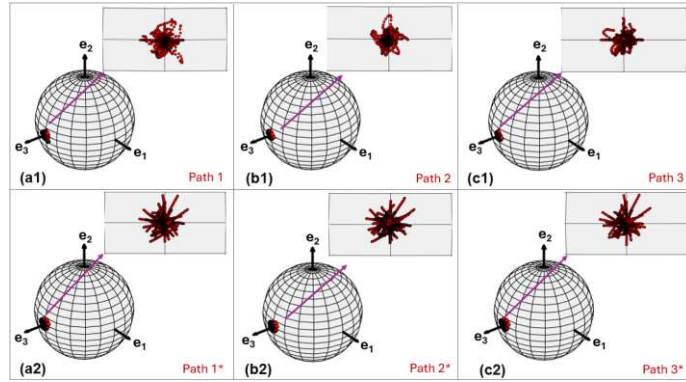 e2
e3
e1
(a1)
Path 1
e2
e3
e1
(b1)
Path 2
e2
e3
e1
(c1)
Path 3
e2
e3
e1
(a2)
Path 1*
e2
e3
e1
(b2)
Path 2*
e2
e3
e1
(c2)
Path 3*